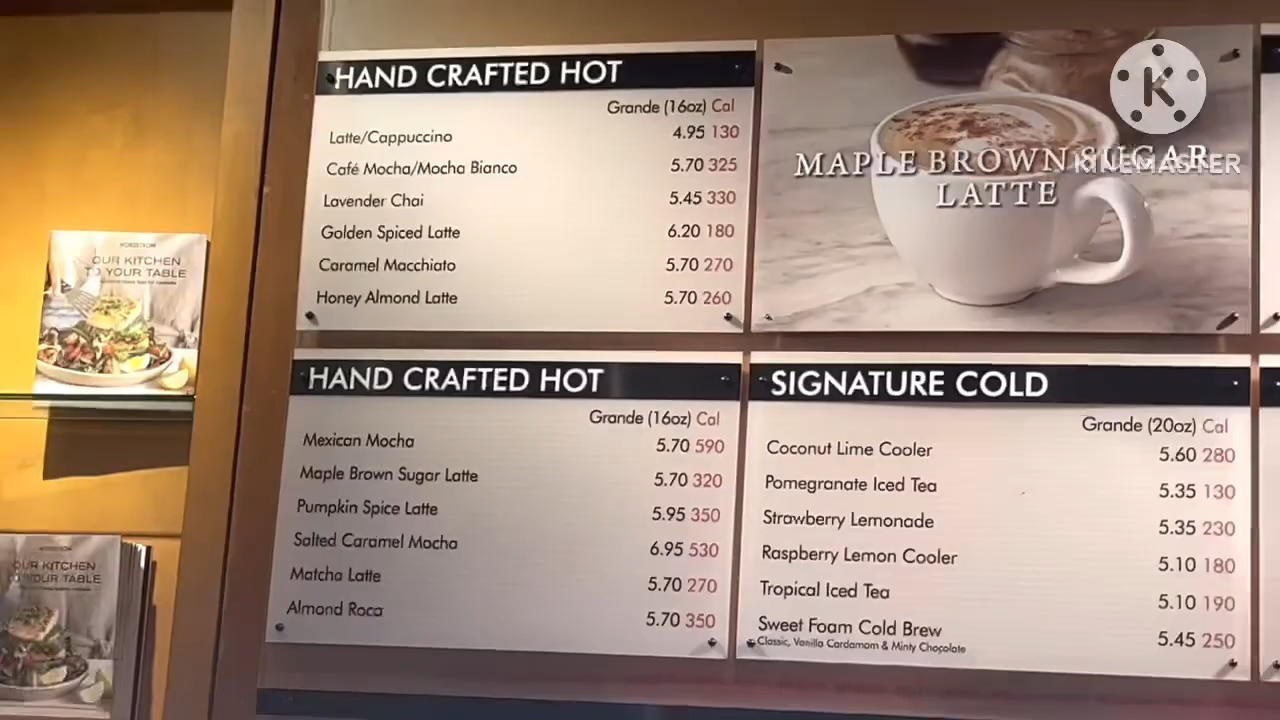 HAND CRAFTED HOT
Grande (16oz) Cal
Latte/Cappuccino 4.95 130
Café Mocha/Mocha Bianco 5.70 325
Lavender Chai 5.45 330
Golden Spiced Latte 6.20 180
Caramel Macchiato 5.70 270
Honey Almond Latte 5.70 260
MAPLE BROWN SUGAR
LATTE
K
KINEMASTER
HAND CRAFTED HOT
Grande (16oz) Cal
Mexican Mocha 5.70 590
Maple Brown Sugar Latte 5.70 320
Pumpkin Spice Latte 5.95 350
Salted Caramel Mocha 6.95 530
Matcha Latte 5.70 270
Almond Roca 5.70 350
SIGNATURE COLD
Grande (20oz) Cal
Coconut Lime Cooler 5.60 280
Pomegranate Iced Tea 5.35 130
Strawberry Lemonade 5.35 230
Raspberry Lemon Cooler 5.10 180
Tropical Iced Tea 5.10 190
Sweet Foam Cold Brew 5.45 250
Classic, Vanilla Cardamom & Minty Chocolate
NORDSTROM
OUR KITCHEN
TO YOUR TABLE
NORDSTROM
OUR KITCHEN
TO YOUR TABLE